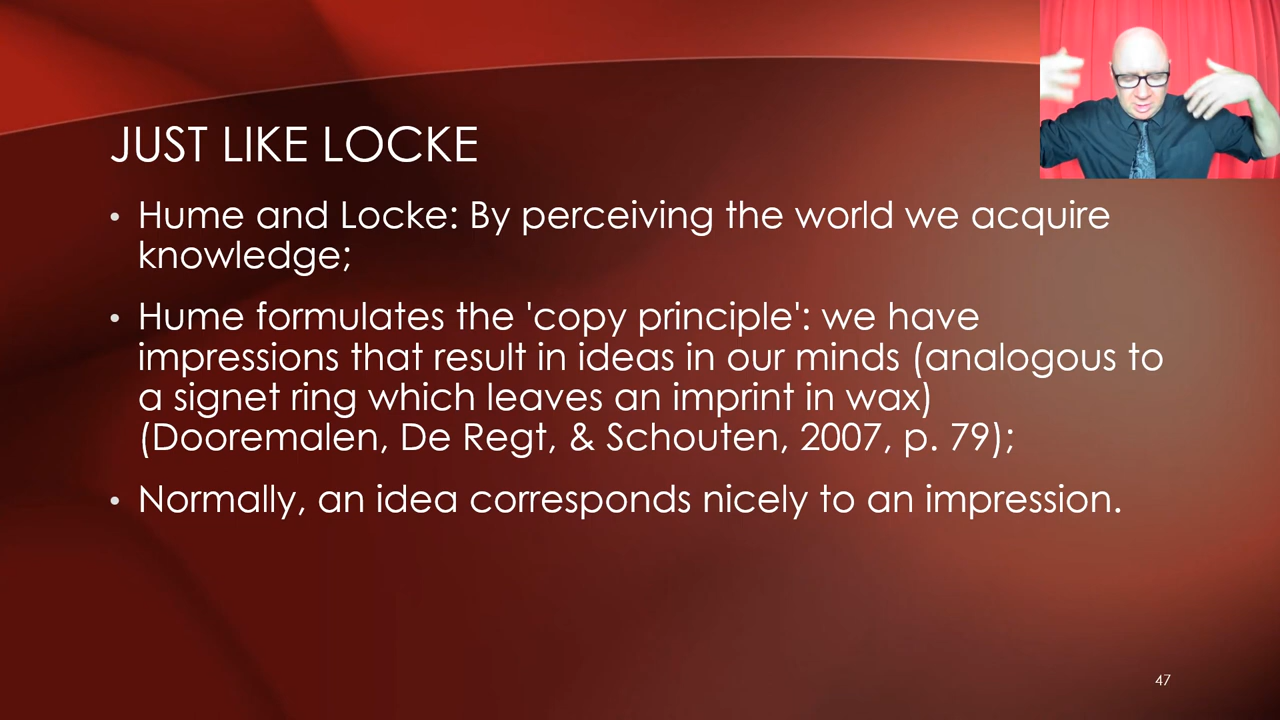 JUST LIKE LOCKE
• Hume and Locke: By perceiving the world we acquire
knowledge;
• Hume formulates the 'copy principle': we have
impressions that result in ideas in our minds (analogous to
a signet ring which leaves an imprint in wax)
(Dooremalen, De Regt, & Schouten, 2007, p. 79);
• Normally, an idea corresponds nicely to an impression.
47